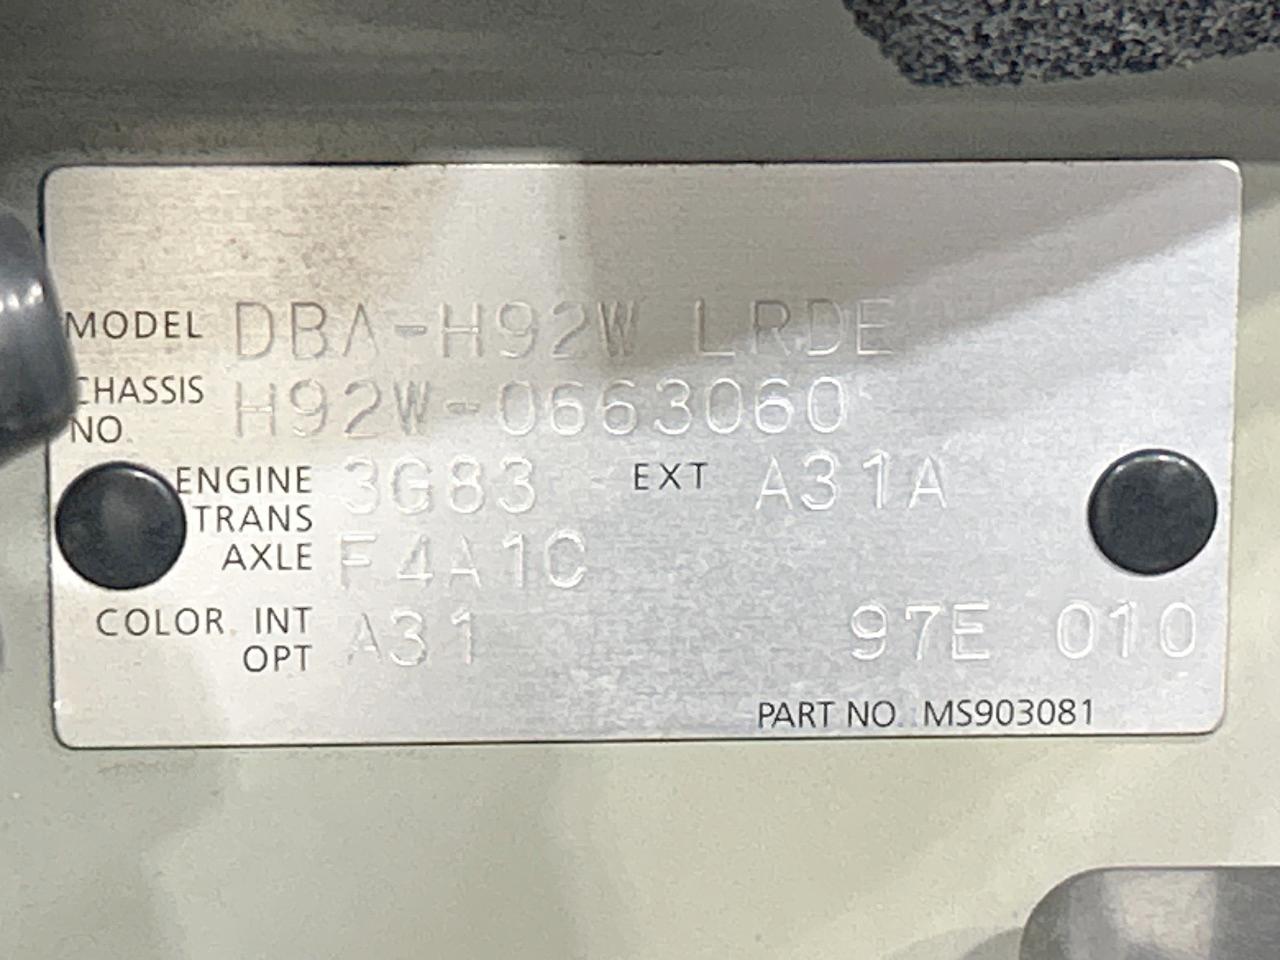 MODEL DBA-H92W LRDE
CHASSIS NO. H92W-0663060
ENGINE 3G83 EXT A31A
TRANS AXLE F4A1C
COLOR INT OPT A31 97E 010
PART NO. MS903081